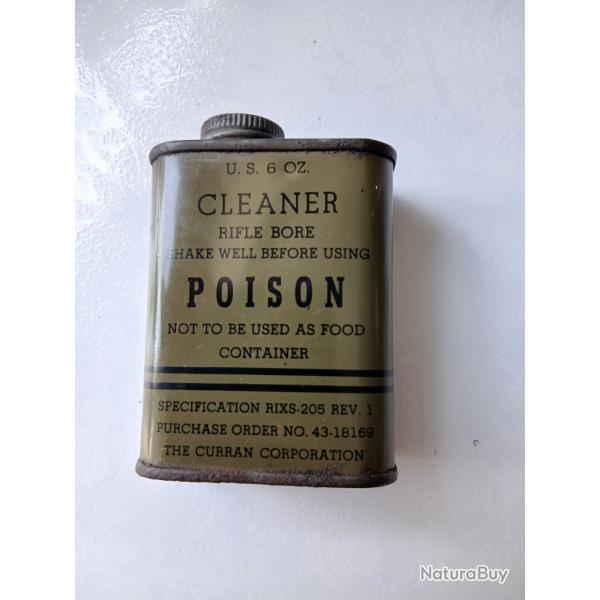 U. S. 6 OZ.
CLEANER
RIFLE BORE
SHAKE WELL BEFORE USING
POISON
NOT TO BE USED AS FOOD
CONTAINER
SPECIFICATION RIXS-205 REV. 1
PURCHASE ORDER NO. 43-18169
THE CURRAN CORPORATION
NaturaBuy